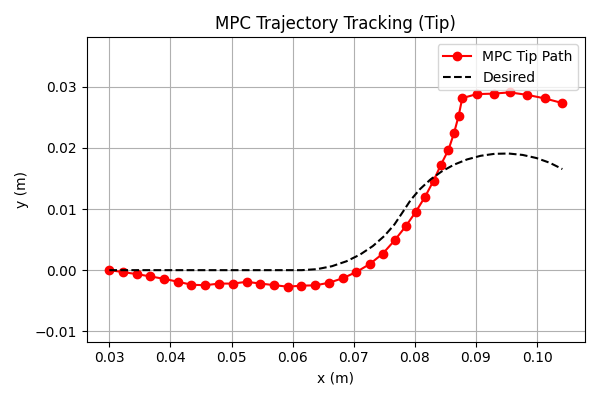 MPC Trajectory Tracking (Tip)
MPC Tip Path
Desired
0.03
0.02
0.01
0.00
−0.01
y (m)
0.03 0.04 0.05 0.06 0.07 0.08 0.09 0.10
x (m)